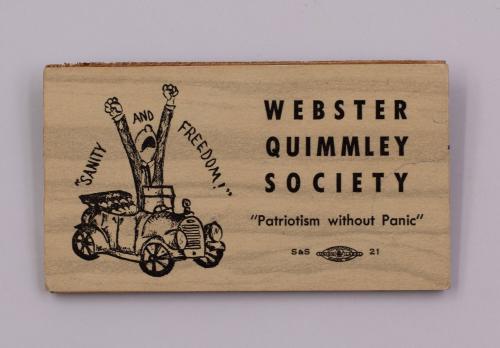 "SANITY
AND
FREEDOM!"
WEBSTER
QUIMMLEY
SOCIETY
"Patriotism without Panic"
S&S 21